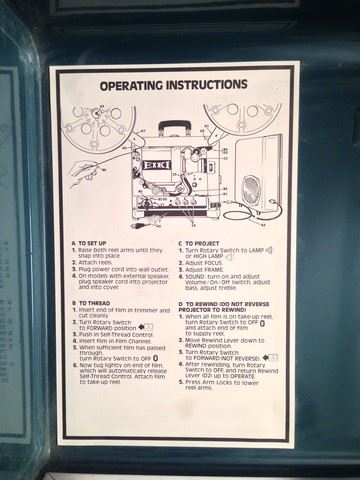 OPERATING INSTRUCTIONS
EIKI
A TO SET UP
1. Raise both reel arms until they
snap into place.
2. Attach reels.
3. Plug power cord into wall outlet.
4. On models with external speaker,
plug speaker cord into projector
and into cover.
B TO THREAD
1. Insert end of film in trimmer and
cut cleanly.
2. Turn Rotary Switch
to FORWARD position
3. Push in Self-Thread Control.
4. Insert film in Film Channel.
5. When sufficient film has passed
through,
turn Rotary Switch to OFF O
6. Now tug lightly on end of film,
which will automatically release
Self-Thread Control. Attach film
to take-up reel.
C TO PROJECT
1. Turn Rotary Switch to LAMP
or HIGH LAMP
2. Adjust FOCUS.
3. Adjust FRAME.
4. SOUND: turn on and adjust
Volume/On/Off switch, adjust
bass, adjust treble.
D TO REWIND (DO NOT REVERSE
PROJECTOR TO REWIND)
1. When all film is on take-up reel,
turn Rotary Switch to OFF O
and attach end of film
to supply reel.
2. Move Rewind Lever down to
REWIND position.
3. Turn Rotary Switch
to FORWARD (NOT REVERSE).
4. After rewinding, turn Rotary
Switch to OFF, and return Rewind
Lever (D2) up to OPERATE.
5. Press Arm Locks to lower
reel arms.